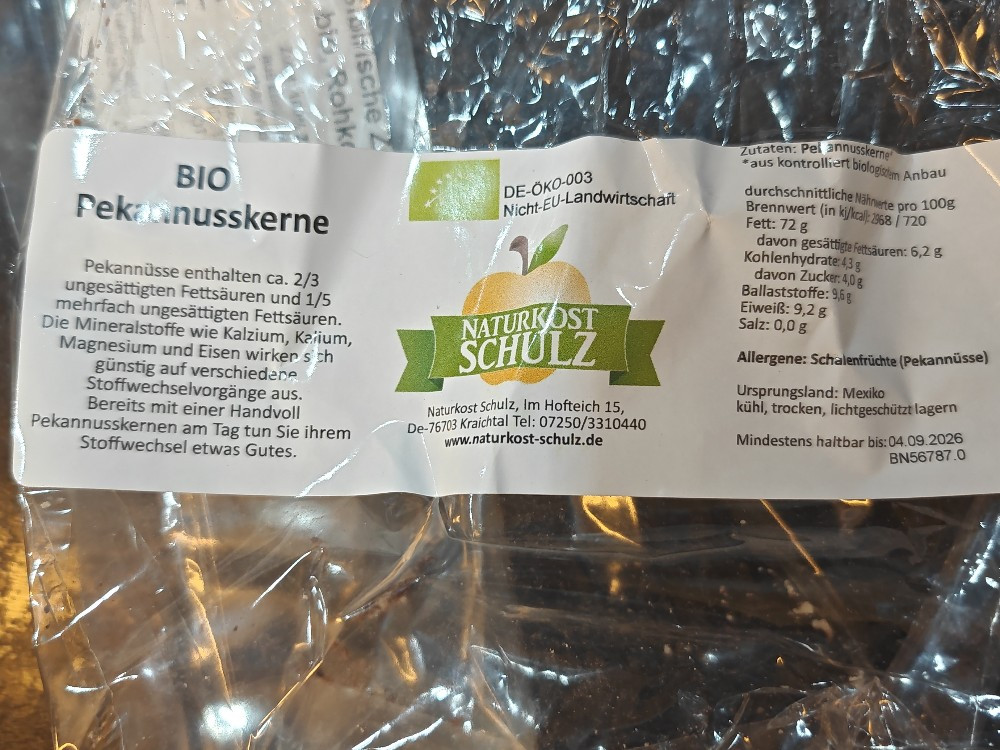 bische Z
bio Rohk
BIO
Pekannusskerne
Pekannüsse enthalten ca. 2/3
ungesättigten Fettsäuren und 1/5
mehrfach ungesättigten Fettsäuren.
Die Mineralstoffe wie Kalzium, Kalium,
Magnesium und Eisen wirken sich
günstig auf verschiedene
Stoffwechselvorgänge aus.
Bereits mit einer Handvoll
Pekannusskernen am Tag tun Sie ihrem
Stoffwechsel etwas Gutes.
DE-ÖKO-003
Nicht-EU-Landwirtschaft
NATURKOST
SCHULZ
Naturkost Schulz, Im Hofteich 15,
De-76703 Kraichtal Tel: 07250/3310440
www.naturkost-schulz.de
Zutaten: Pekannusskerne*
*aus kontrolliert biologischem Anbau
durchschnittliche Nährwerte pro 100g
Brennwert (in kj/kcal): 2968 / 720
Fett: 72 g
davon gesättigte Fettsäuren: 6,2 g
Kohlenhydrate: 4,3 g
davon Zucker: 4,0 g
Ballaststoffe: 9,6 g
Eiweiß: 9,2 g
Salz: 0,0 g
Allergene: Schalenfrüchte (Pekannüsse)
Ursprungsland: Mexiko
kühl, trocken, lichtgeschützt lagern
Mindestens haltbar bis: 04.09.2026
BN56787.0